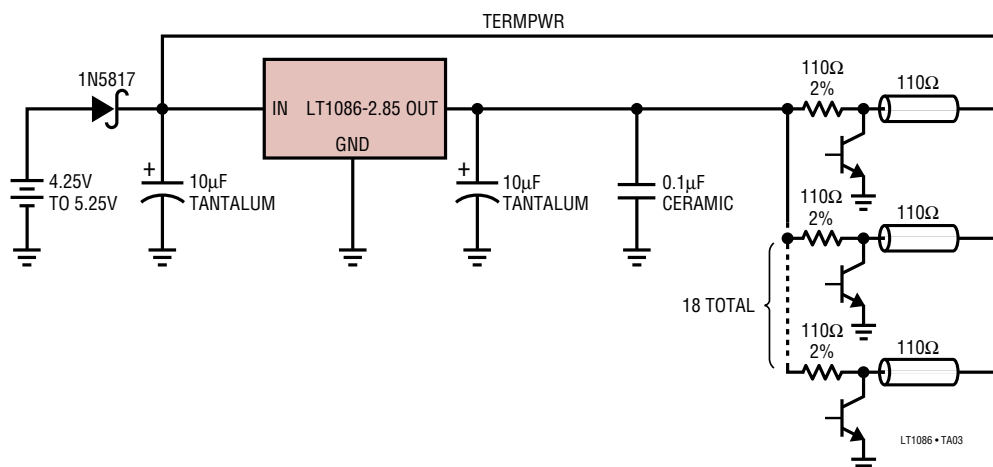 TERMPWR
1N5817
IN LT1086-2.85 OUT
GND
4.25V
TO 5.25V
+
10µF
TANTALUM
+
10µF
TANTALUM
0.1µF
CERAMIC
110Ω
2%
110Ω
110Ω
2%
110Ω
18 TOTAL
110Ω
2%
110Ω
LT1086 • TA03